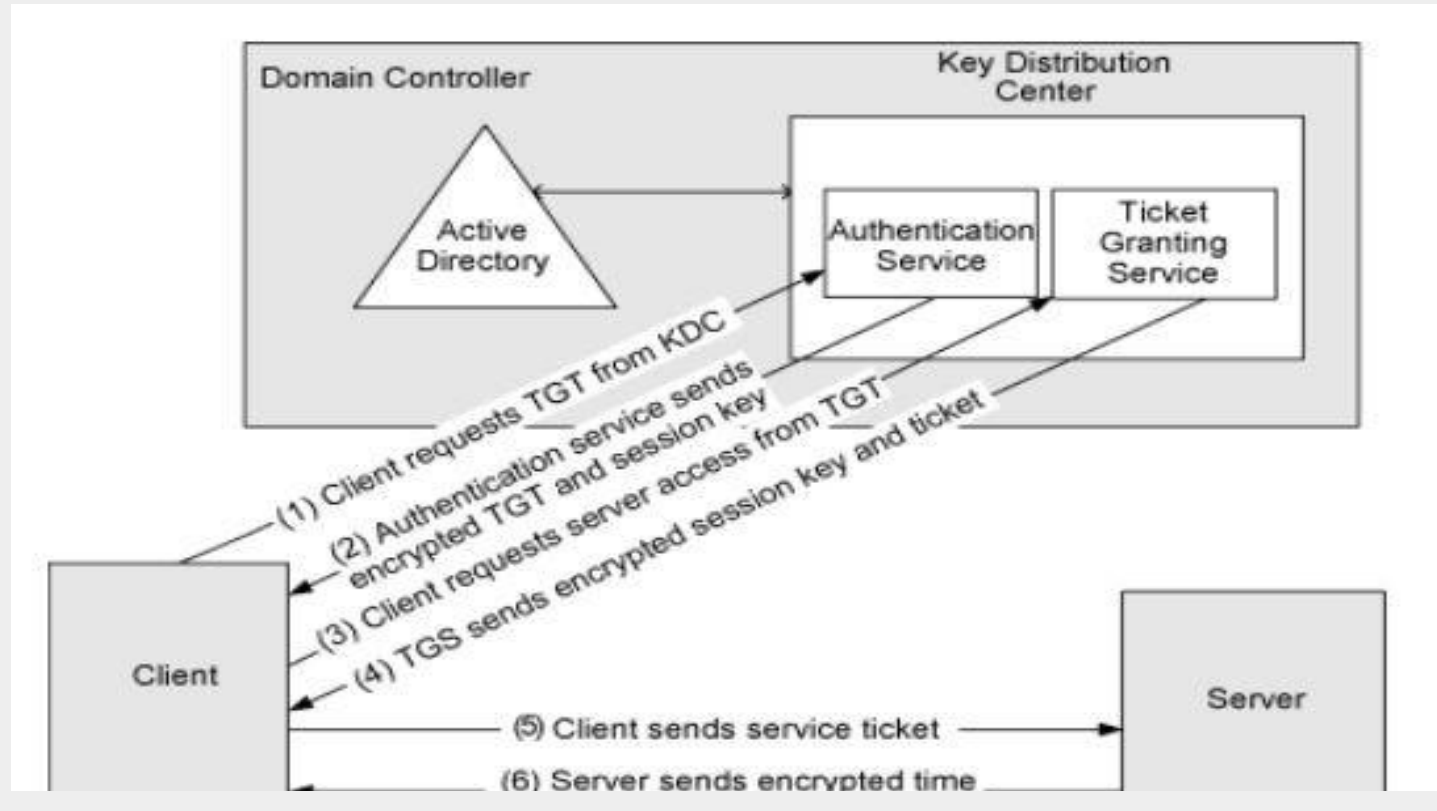 Domain Controller
Key Distribution
Center
Active
Directory
Authentication
Service
Ticket
Granting
Service
(1) Client requests TGT from KDC
(2) Authentication service sends
encrypted TGT and session key
(3) Client requests server access from TGT
(4) TGS sends encrypted session key and ticket
Client
Server
(5) Client sends service ticket
(6) Server sends encrypted time